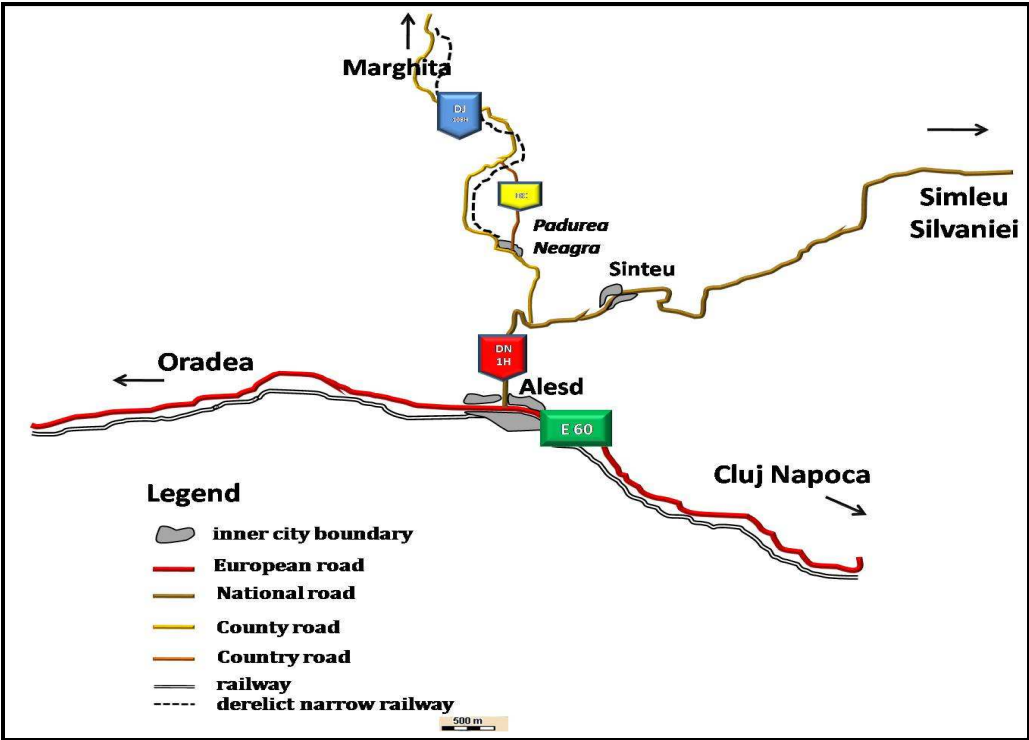 Marghita
DJ
Simleu
Silvaniei
Padurea
Neagra
Sinteu
DN
1H
Oradea
Alesd
E 60
Cluj Napoca
Legend
inner city boundary
European road
National road
County road
Country road
railway
derelict narrow railway
500 m